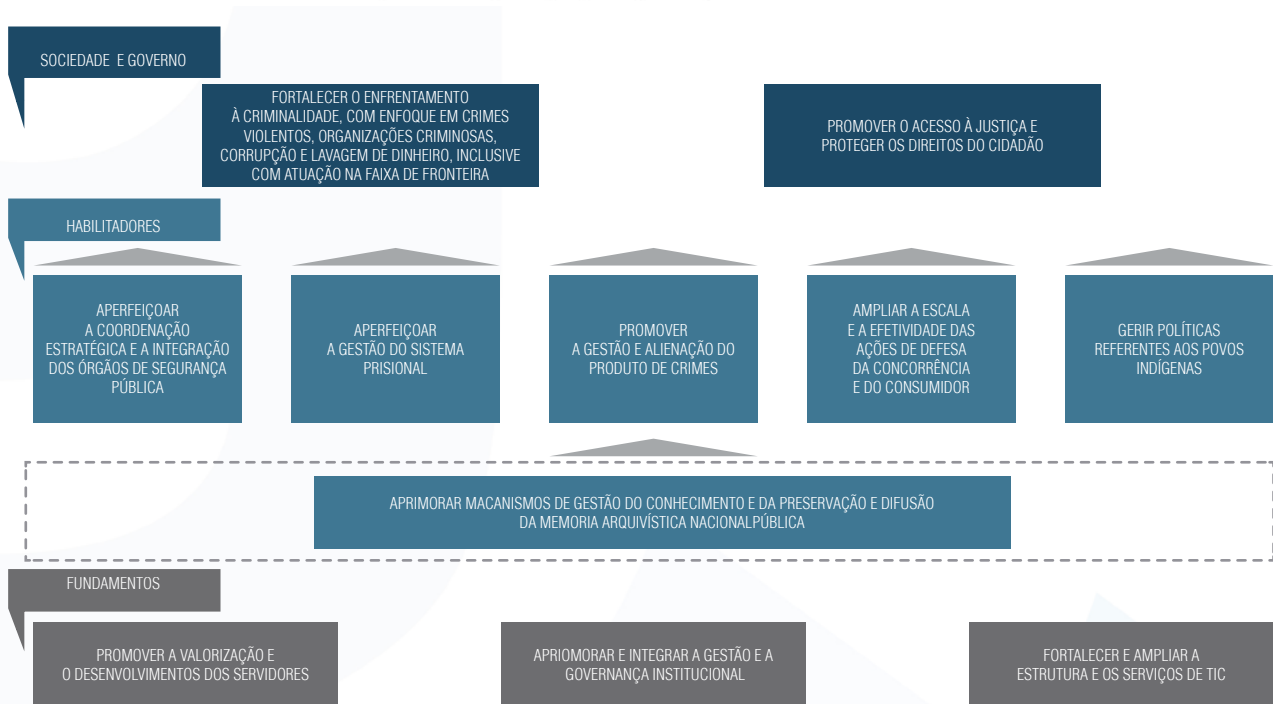 SOCIEDADE E GOVERNO
FORTALECER O ENFRENTAMENTO
À CRIMINALIDADE, COM ENFOQUE EM CRIMES
VIOLENTOS, ORGANIZAÇÕES CRIMINOSAS,
CORRUPÇÃO E LAVAGEM DE DINHEIRO, INCLUSIVE
COM ATUAÇÃO NA FAIXA DE FRONTEIRA
PROMOVER O ACESSO À JUSTIÇA E
PROTEGER OS DIREITOS DO CIDADÃO
HABILITADORES
APERFEIÇOAR
A COORDENAÇÃO
ESTRATÉGICA E A INTEGRAÇÃO
DOS ÓRGÃOS DE SEGURANÇA
PÚBLICA
APERFEIÇOAR
A GESTÃO DO SISTEMA
PRISIONAL
PROMOVER
A GESTÃO E ALIENAÇÃO DO
PRODUTO DE CRIMES
AMPLIAR A ESCALA
E A EFETIVIDADE DAS
AÇÕES DE DEFESA
DA CONCORRÊNCIA
E DO CONSUMIDOR
GERIR POLÍTICAS
REFERENTES AOS POVOS
INDÍGENAS
APRIMORAR MACANISMOS DE GESTÃO DO CONHECIMENTO E DA PRESERVAÇÃO E DIFUSÃO
DA MEMORIA ARQUIVÍSTICA NACIONALPÚBLICA
FUNDAMENTOS
PROMOVER A VALORIZAÇÃO E
O DESENVOLVIMENTOS DOS SERVIDORES
APRIOMORAR E INTEGRAR A GESTÃO E A
GOVERNANÇA INSTITUCIONAL
FORTALECER E AMPLIAR A
ESTRUTURA E OS SERVIÇOS DE TIC